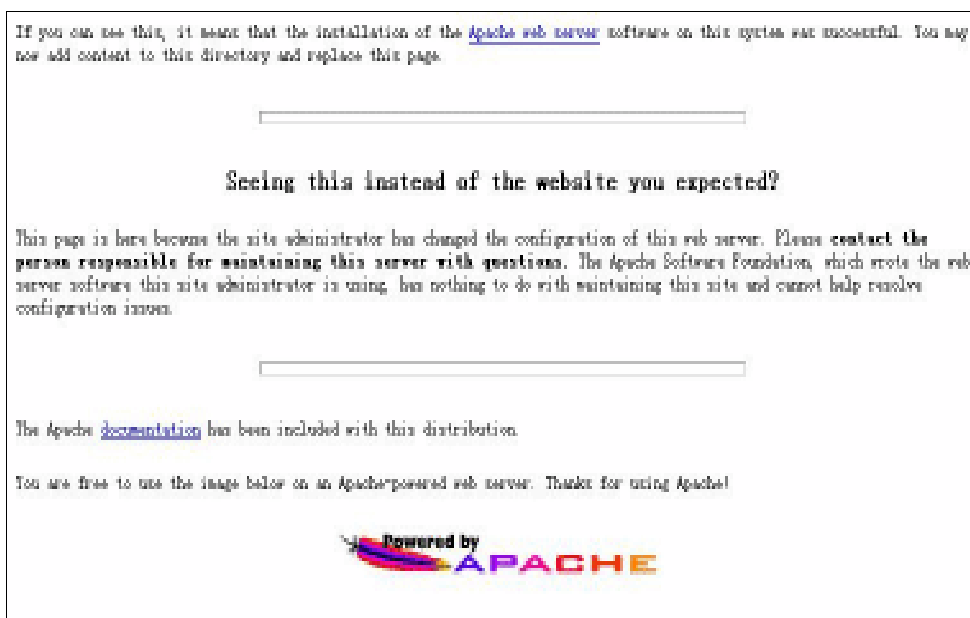 If you can see this, it means that the installation of the Apache web server software on this system was successful. You may
now add content to this directory and replace this page.
Seeing this instead of the website you expected?
This page is here because the site administrator has changed the configuration of this web server. Please contact the
person responsible for maintaining this server with questions. The Apache Software Foundation, which wrote the web
server software this site administrator is using, has nothing to do with maintaining this site and cannot help resolve
configuration issues.
The Apache documentation has been included with this distribution.
You are free to use the image below on an Apache-powered web server. Thanks for using Apache!
Powered by
APACHE